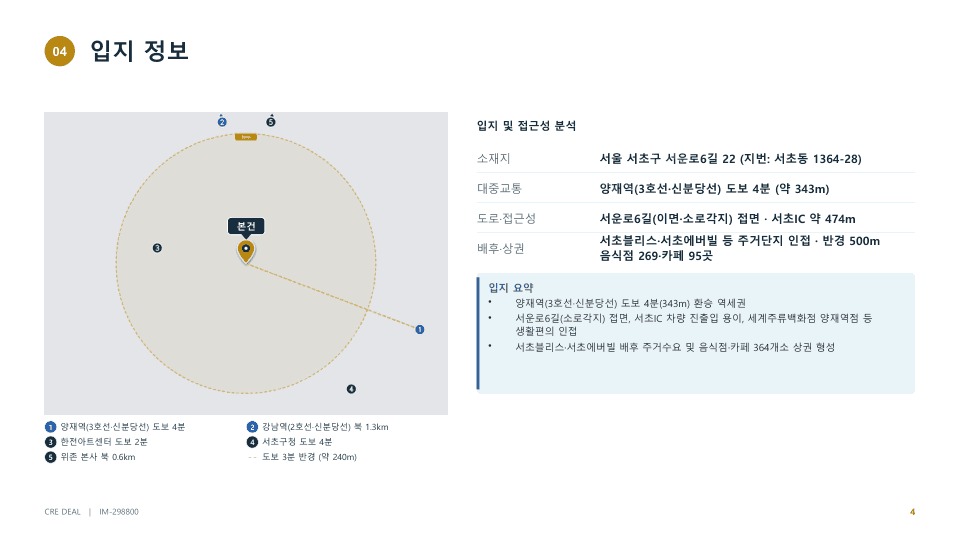 04 입지 정보
2 5
본건
3
1
4
1 양재역(3호선·신분당선) 도보 4분
2 강남역(2호선·신분당선) 북 1.3km
3 한전아트센터 도보 2분
4 서초구청 도보 4분
5 위존 본사 북 0.6km
-- 도보 3분 반경 (약 240m)
입지 및 접근성 분석
소재지 서울 서초구 서운로6길 22 (지번: 서초동 1364-28)
대중교통 양재역(3호선·신분당선) 도보 4분 (약 343m)
도로·접근성 서운로6길(이면·소로각지) 접면 · 서초IC 약 474m
배후·상권 서초블리스·서초에버빌 등 주거단지 인접 · 반경 500m
음식점 269·카페 95곳
입지 요약
• 양재역(3호선·신분당선) 도보 4분(343m) 환승 역세권
• 서운로6길(소로각지) 접면, 서초IC 차량 진출입 용이, 세계주류백화점 양재역점 등
생활편의 인접
• 서초블리스·서초에버빌 배후 주거수요 및 음식점·카페 364개소 상권 형성
CRE DEAL | IM-298800
4